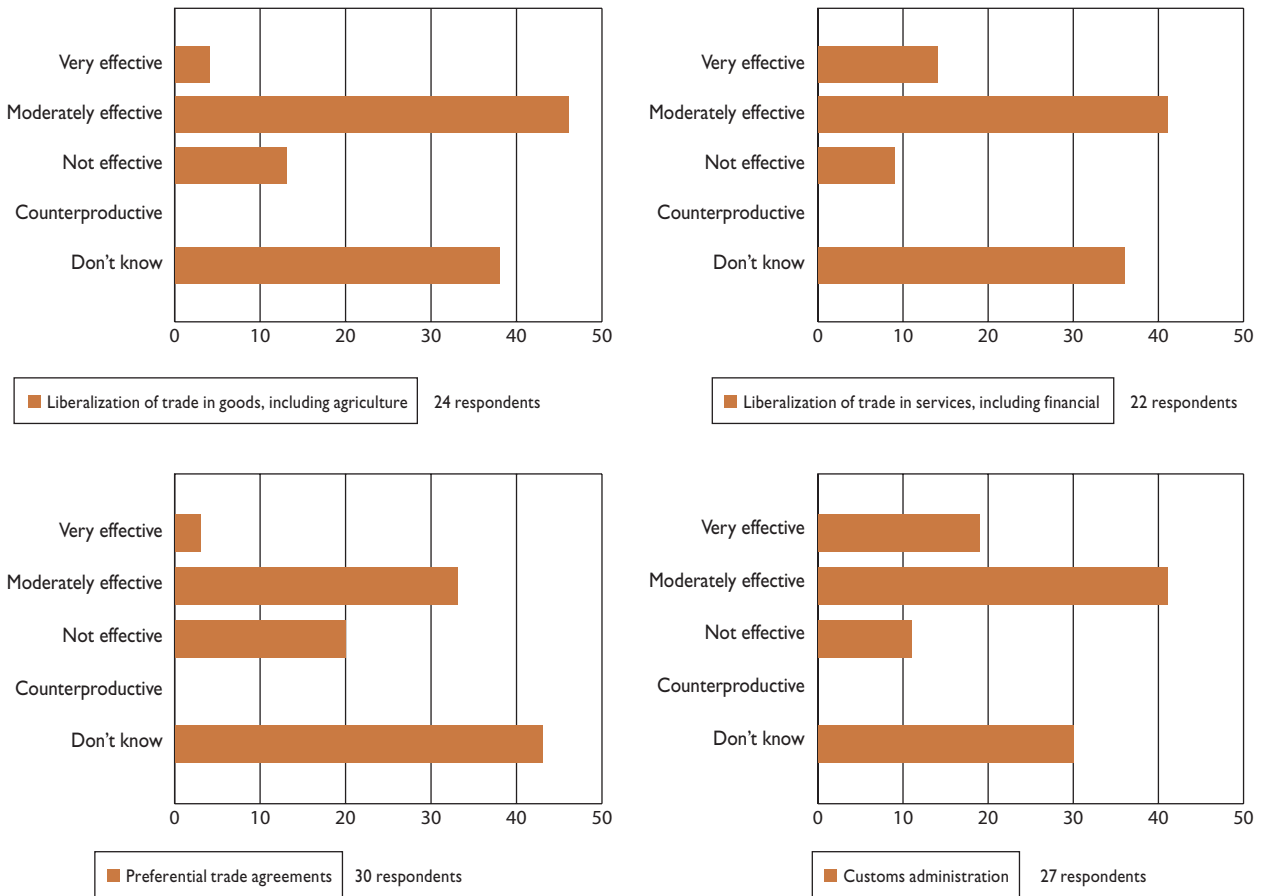 Very effective
Moderately effective
Not effective
Counterproductive
Don’t know
0 10 20 30 40 50
Liberalization of trade in goods, including agriculture 24 respondents
Very effective
Moderately effective
Not effective
Counterproductive
Don’t know
0 10 20 30 40 50
Liberalization of trade in services, including financial 22 respondents
Very effective
Moderately effective
Not effective
Counterproductive
Don’t know
0 10 20 30 40 50
Preferential trade agreements 30 respondents
Very effective
Moderately effective
Not effective
Counterproductive
Don’t know
0 10 20 30 40 50
Customs administration 27 respondents